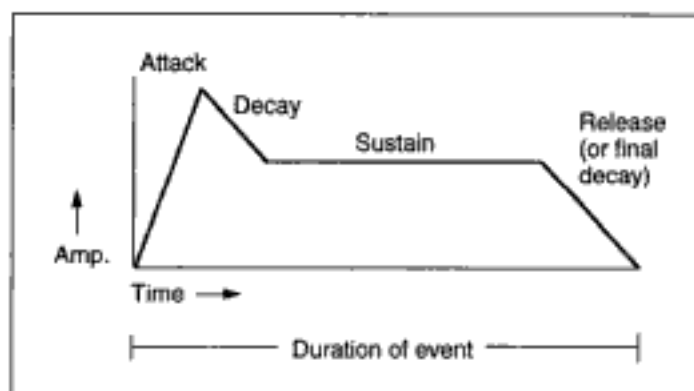 Attack
Decay
Sustain
Release
(or final
decay)
Amp.
Time
Duration of event